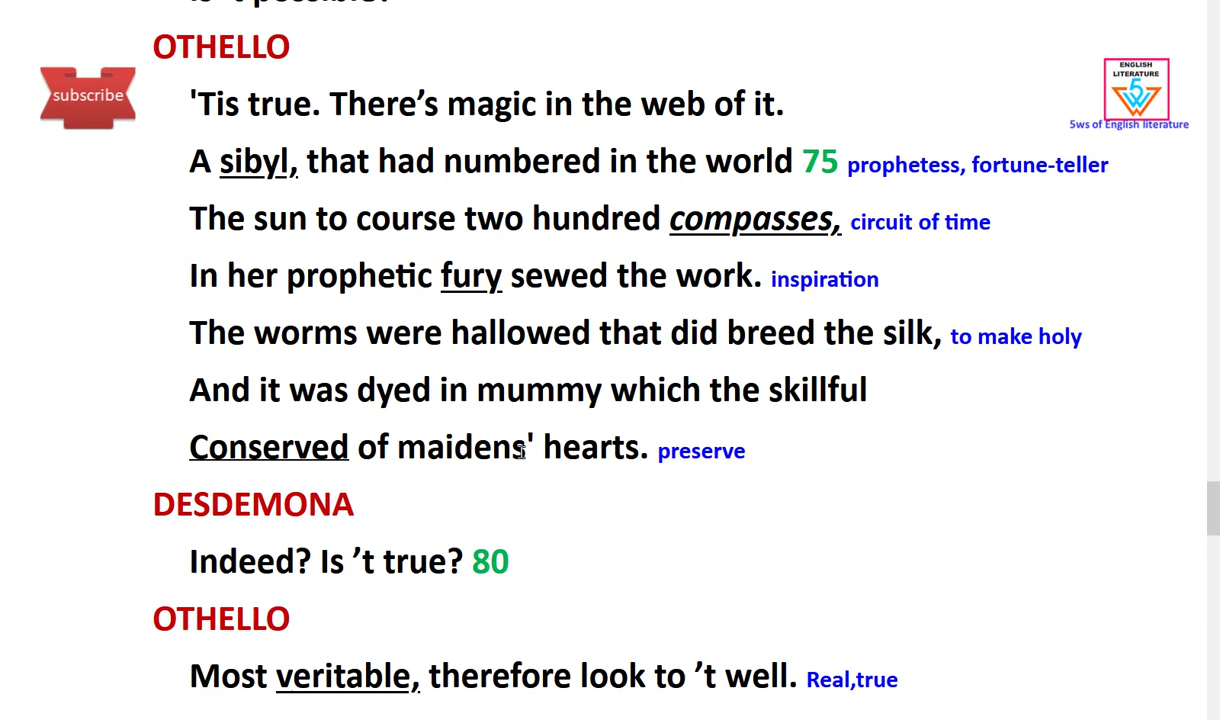 Is 't possible?
OTHELLO
subscribe
ENGLISH
LITERATURE
5
W
5ws of English literature
'Tis true. There’s magic in the web of it.
A sibyl, that had numbered in the world 75 prophetess, fortune-teller
The sun to course two hundred compasses, circuit of time
In her prophetic fury sewed the work. inspiration
The worms were hallowed that did breed the silk, to make holy
And it was dyed in mummy which the skillful
Conserved of maidens' hearts. preserve
DESDEMONA
Indeed? Is ’t true? 80
OTHELLO
Most veritable, therefore look to ’t well. Real,true